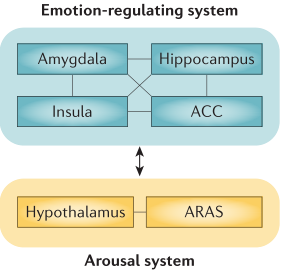 Emotion-regulating system
Amygdala
Hippocampus
Insula
ACC
Hypothalamus
ARAS
Arousal system